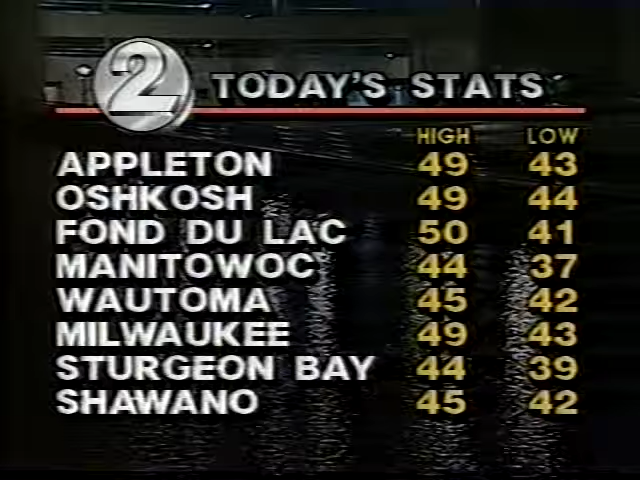 2 TODAY'S STATS
HIGH LOW
APPLETON 49 43
OSHKOSH 49 44
FOND DU LAC 50 41
MANITOWOC 44 37
WAUTOMA 45 42
MILWAUKEE 49 43
STURGEON BAY 44 39
SHAWANO 45 42